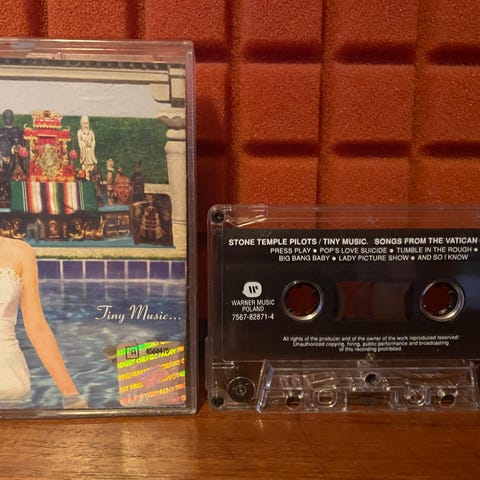 Tiny Music...
STONE TEMPLE PILOTS / TINY MUSIC. SONGS FROM THE VATICAN
PRESS PLAY ● POP'S LOVE SUICIDE ● TUMBLE IN THE ROUGH ●
BIG BANG BABY ● LADY PICTURE SHOW ● AND SO I KNOW
WARNER MUSIC
POLAND
7567-82871-4
All rights of the producer and of the owner of the work reproduced reserved!
Unauthorized copying, hiring, public performance and broadcasting
of this recording prohibited.